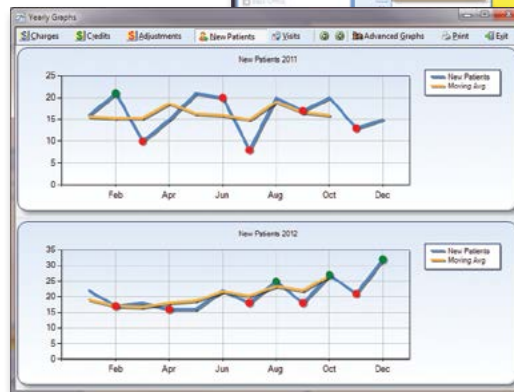 Yearly Graphs
Charges Credits Adjustments New Patients Visits Advanced Graphs Print Exit
New Patients 2011
25
20
15
10
5
0
Feb Apr Jun Aug Oct Dec
New Patients
Moving Avg
New Patients 2012
35
30
25
20
15
10
5
0
Feb Apr Jun Aug Oct Dec
New Patients
Moving Avg